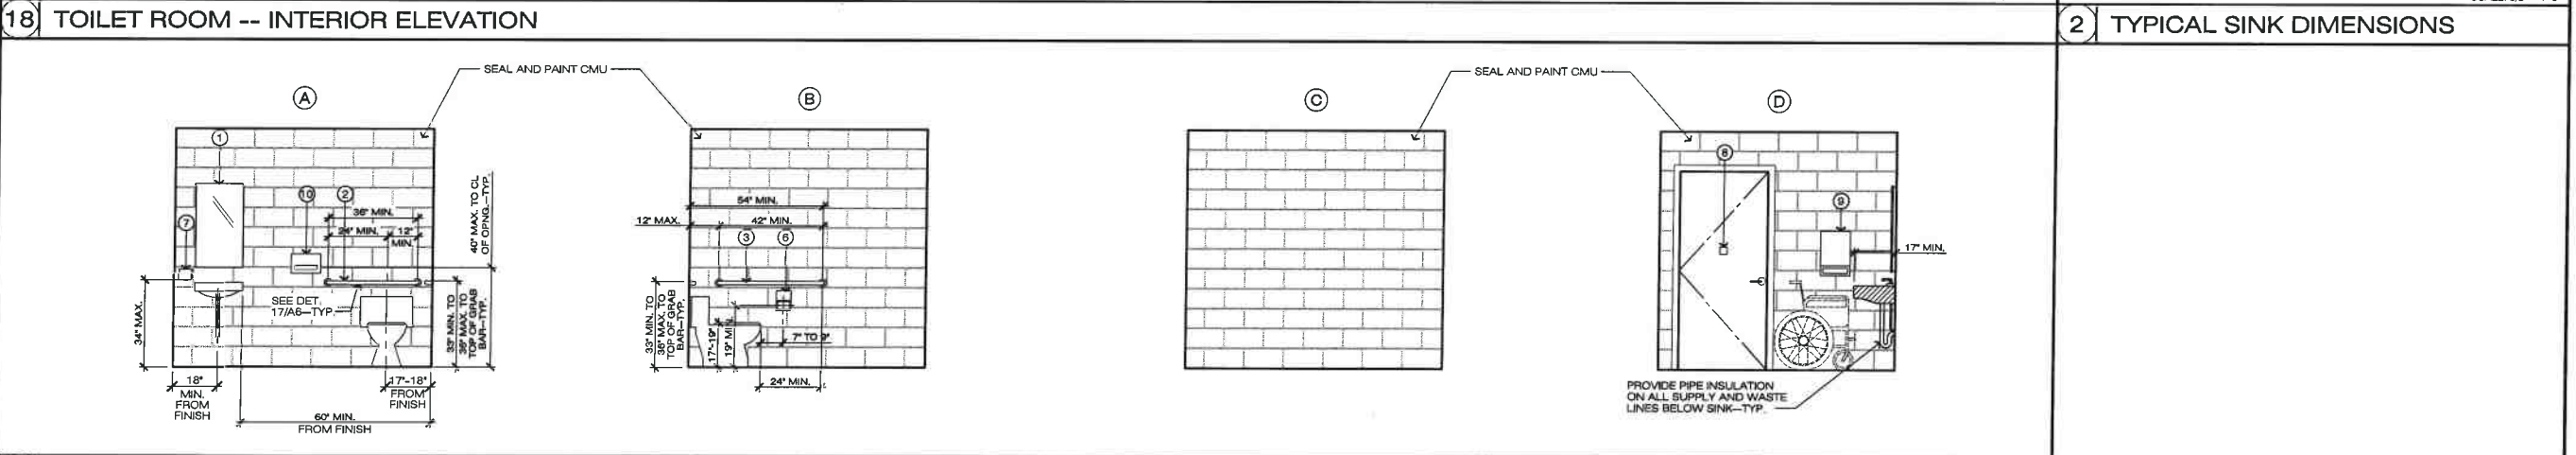 18 TOILET ROOM -- INTERIOR ELEVATION
2 TYPICAL SINK DIMENSIONS
SEAL AND PAINT CMU
A
1
10
2
7
36" MIN.
24" MIN.
12"
MIN.
40" MAX. TO CL
OF OPNG.—TYP.
SEE DET.
17/A6—TYP.
34" MAX.
33" MIN. TO
36" MAX. TO
TOP OF GRAB
BAR—TYP.
18"
MIN.
FROM
FINISH
17"-18"
FROM
FINISH
60" MIN.
FROM FINISH
B
54" MIN.
12" MAX.
42" MIN.
3
6
33" MIN. TO
36" MAX. TO
TOP OF GRAB
BAR—TYP.
17"-19"
19" MIN.
7" TO 9"
24" MIN.
C
SEAL AND PAINT CMU
D
8
9
17" MIN.
PROVIDE PIPE INSULATION
ON ALL SUPPLY AND WASTE
LINES BELOW SINK—TYP.